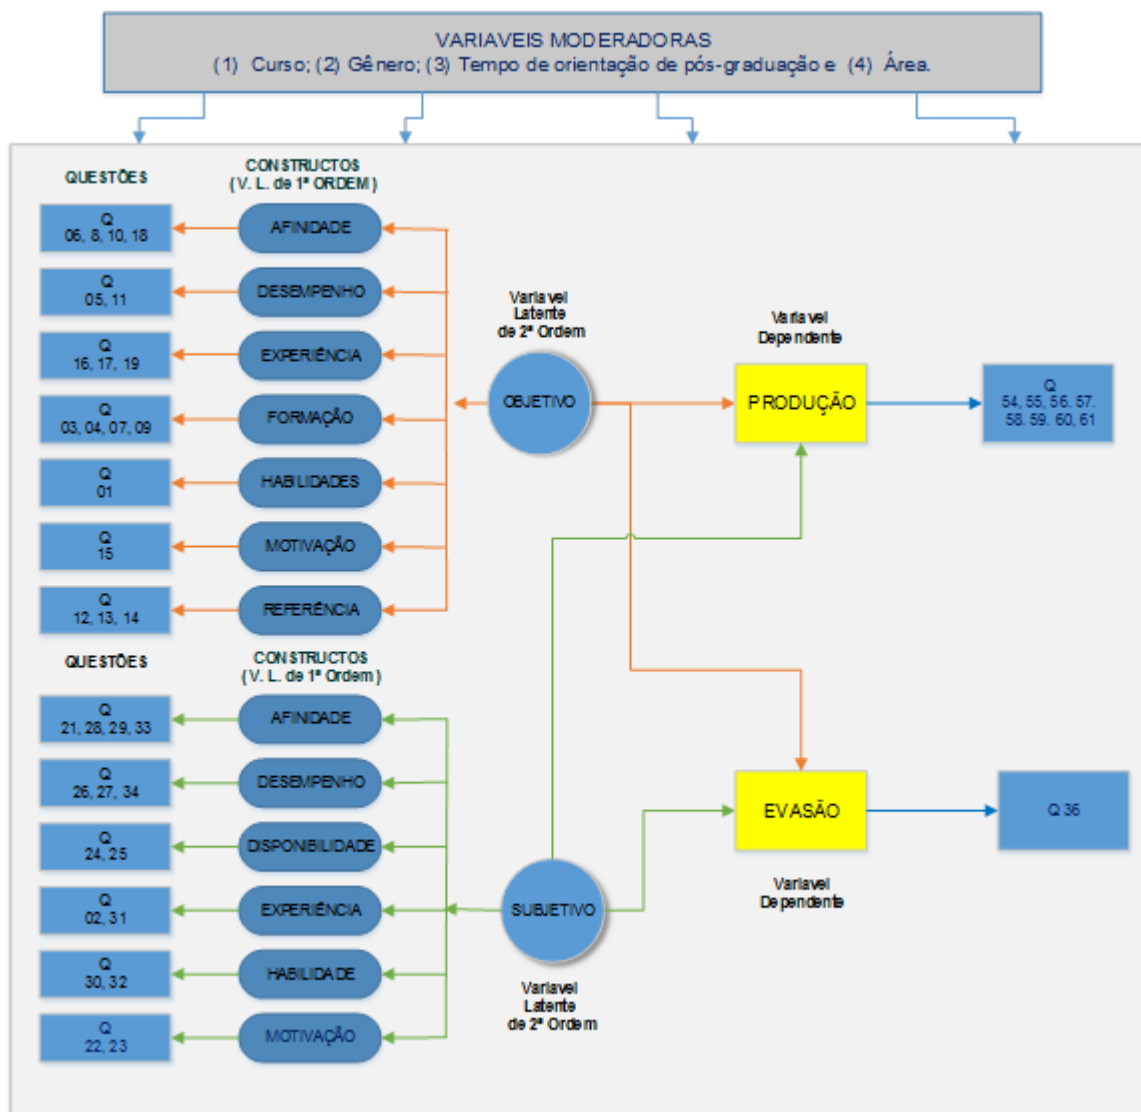 VARIAVEIS MODERADORAS
(1) Curso; (2) Gênero; (3) Tempo de orientação de pós-graduação e (4) Área.
QUESTÕES
CONSTRUCTOS
(V. L. de 1ª ORDEM)
Q
06, 8, 10, 18
AFINIDADE
Q
05, 11
DESEMPENHO
Q
16, 17, 19
EXPERIÊNCIA
Q
03, 04, 07, 09
FORMAÇÃO
Q
01
HABILIDADES
Q
15
MOTIVAÇÃO
Q
12, 13, 14
REFERÊNCIA
Variavel
Latente
de 2ª Ordem
OBJETIVO
Variavel
Dependente
PRODUÇÃO
Q
54, 55, 56. 57.
58. 59. 60, 61
QUESTÕES
CONSTRUCTOS
(V. L. de 1ª Ordem)
Q
21, 28, 29, 33
AFINIDADE
Q
26, 27, 34
DESEMPENHO
Q
24, 25
DISPONIBILIDADE
Q
02, 31
EXPERIÊNCIA
Q
30, 32
HABILIDADE
Q
22, 23
MOTIVAÇÃO
SUBJETIVO
Variavel
Latente
de 2ª Ordem
EVASÃO
Variavel
Dependente
Q 36